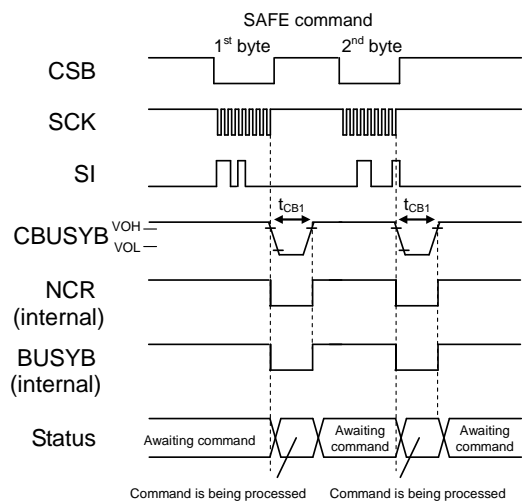 SAFE command
1st byte
2nd byte
CSB
SCK
SI
tCB1
tCB1
CBUSYB
VOH
VOL
NCR
(internal)
BUSYB
(internal)
Status
Awaiting command
Awaiting
command
Awaiting
command
Command is being processed
Command is being processed